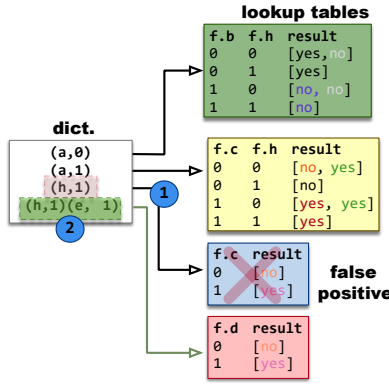 lookup tables
f.b f.h result
0 0 [yes,no]
0 1 [yes]
1 0 [no, no]
1 1 [no]
dict.
(a,0)
(a,1)
(h,1)
(h,1)(e, 1)
1
2
f.c f.h result
0 0 [no, yes]
0 1 [no]
1 0 [yes, yes]
1 1 [yes]
f.c result
0 [no]
1 [yes]
false
positive
f.d result
0 [no]
1 [yes]